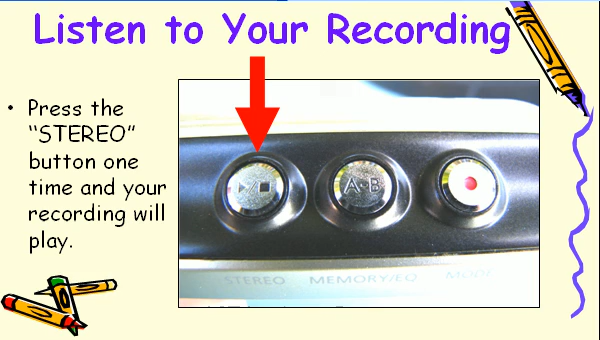 Listen to Your Recording
• Press the
“STEREO”
button one
time and your
recording will
play.
A-B
STEREO MEMORY/EQ MODE